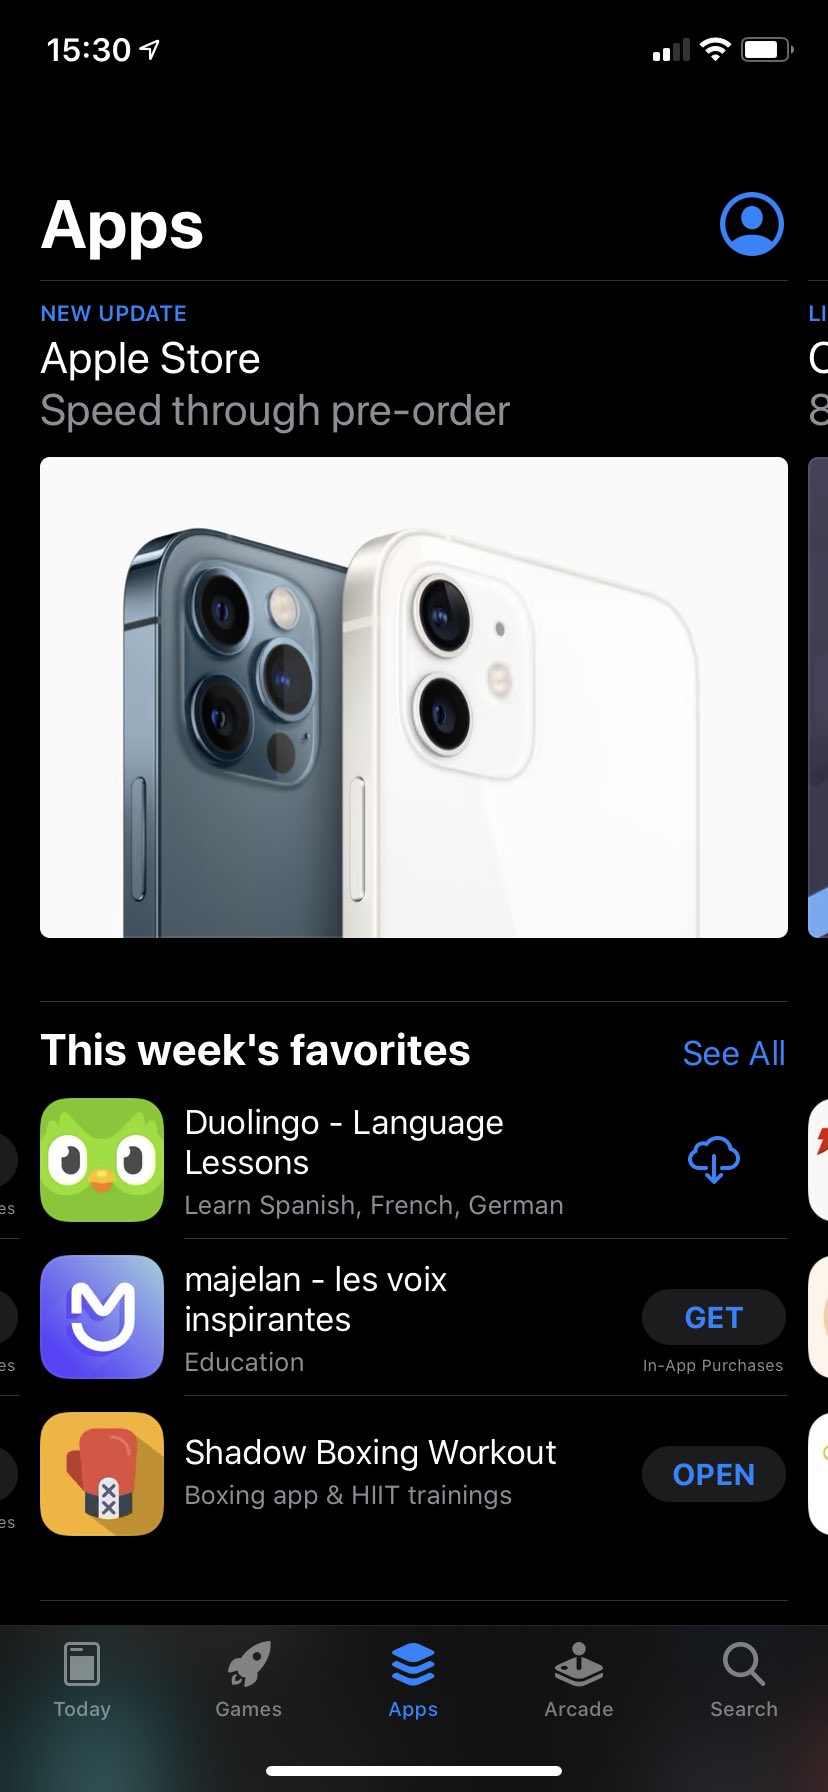 15:30
Apps
NEW UPDATE
Apple Store
Speed through pre-order
LI
C
8
This week's favorites
See All
Duolingo - Language
Lessons
Learn Spanish, French, German
es
majelan - les voix
inspirantes
Education
GET
In-App Purchases
es
Shadow Boxing Workout
Boxing app & HIIT trainings
OPEN
es
Today
Games
Apps
Arcade
Search